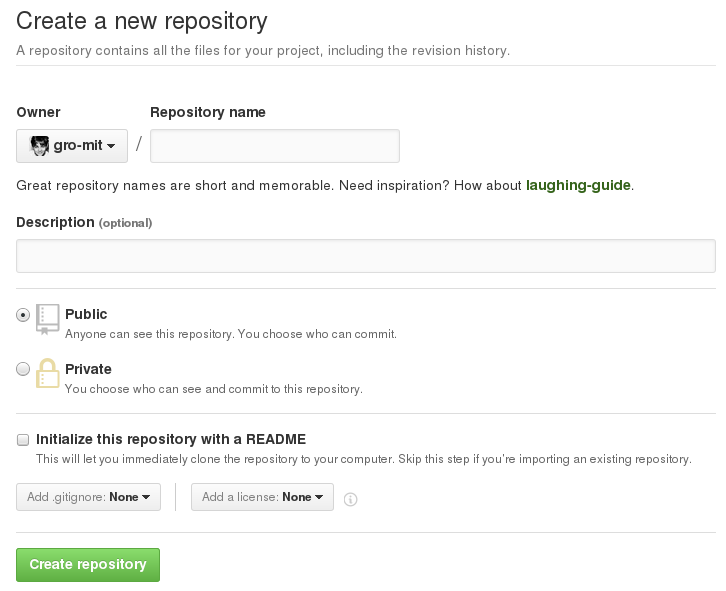 Create a new repository
A repository contains all the files for your project, including the revision history.
Owner Repository name
gro-mit /
Great repository names are short and memorable. Need inspiration? How about laughing-guide.
Description (optional)
Public
Anyone can see this repository. You choose who can commit.
Private
You choose who can see and commit to this repository.
Initialize this repository with a README
This will let you immediately clone the repository to your computer. Skip this step if you're importing an existing repository.
Add .gitignore: None Add a license: None
Create repository